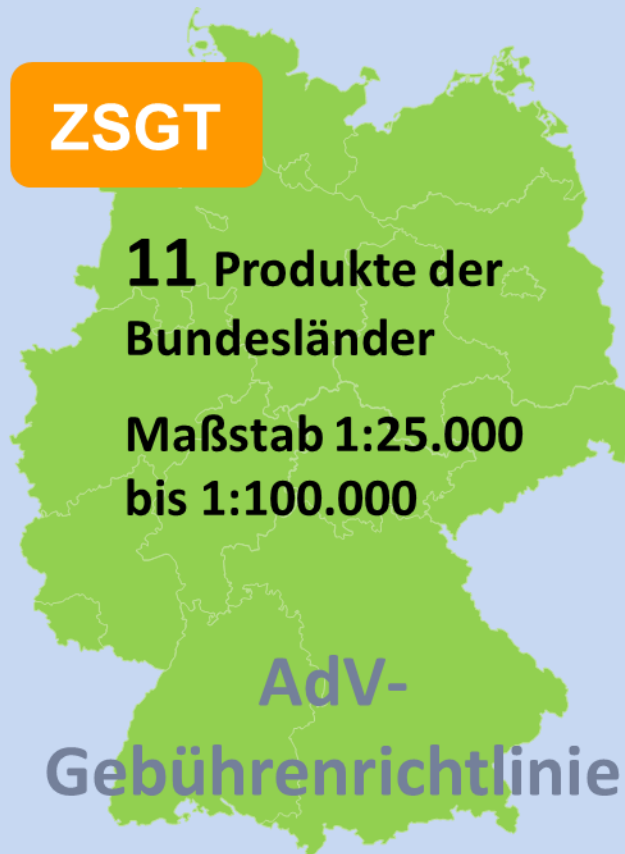 ZSGT
11 Produkte der
Bundesländer
Maßstab 1:25.000
bis 1:100.000
AdV-
Gebührenrichtlinie